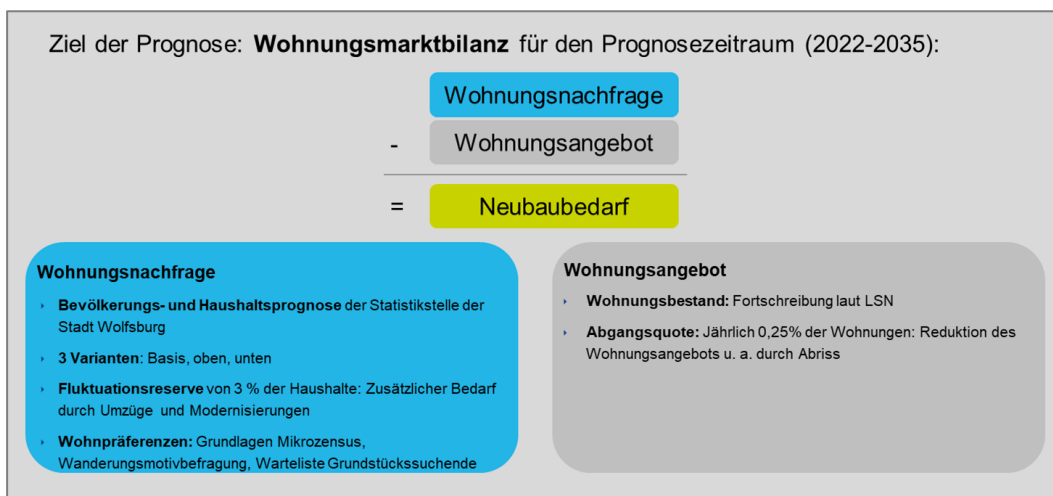 Ziel der Prognose: Wohnungsmarktbilanz für den Prognosezeitraum (2022-2035):
Wohnungsnachfrage
- Wohnungsangebot
= Neubaubedarf
Wohnungsnachfrage
Bevölkerungs- und Haushaltsprognose der Statistikstelle der
Stadt Wolfsburg
3 Varianten: Basis, oben, unten
Fluktuationsreserve von 3 % der Haushalte: Zusätzlicher Bedarf
durch Umzüge und Modernisierungen
Wohnpräferenzen: Grundlagen Mikrozensus,
Wanderungsmotivbefragung, Warteliste Grundstückssuchende
Wohnungsangebot
Wohnungsbestand: Fortschreibung laut LSN
Abgangsquote: Jährlich 0,25% der Wohnungen: Reduktion des
Wohnungsangebots u. a. durch Abriss